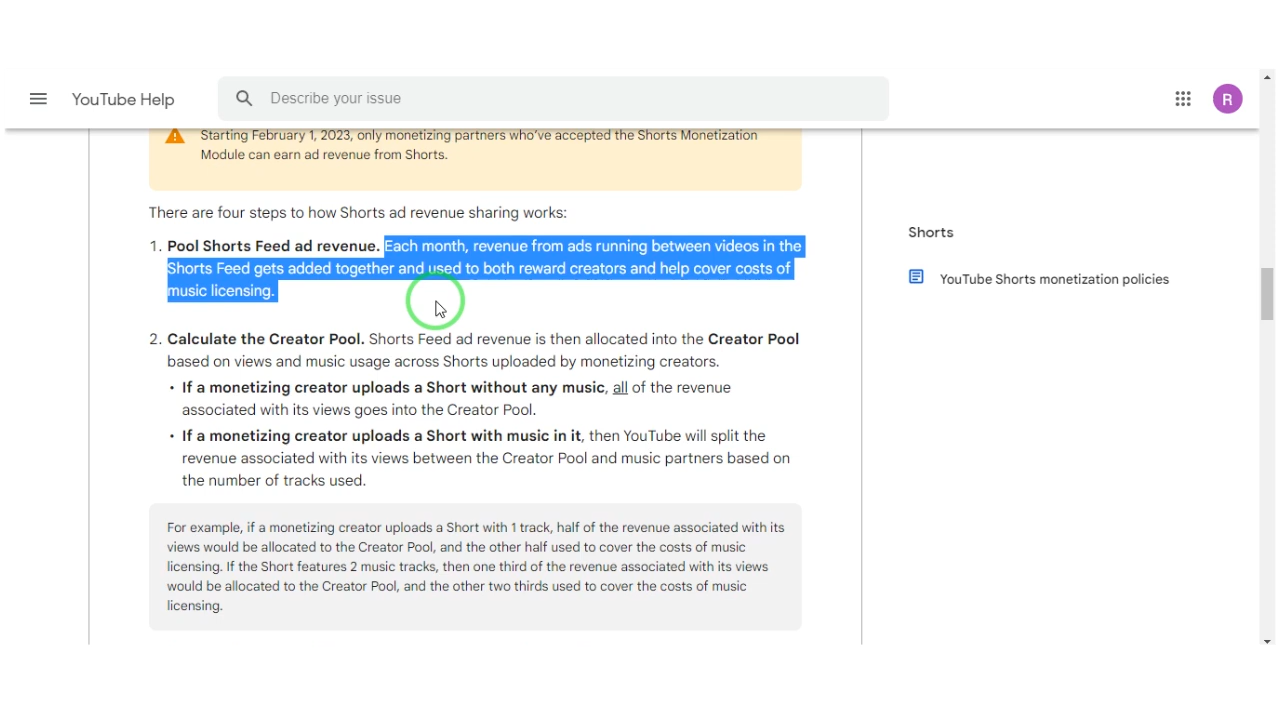 YouTube Help
Describe your issue
R
Starting February 1, 2023, only monetizing partners who've accepted the Shorts Monetization
Module can earn ad revenue from Shorts.
There are four steps to how Shorts ad revenue sharing works:
1. Pool Shorts Feed ad revenue. Each month, revenue from ads running between videos in the
Shorts Feed gets added together and used to both reward creators and help cover costs of
music licensing.
2. Calculate the Creator Pool. Shorts Feed ad revenue is then allocated into the Creator Pool
based on views and music usage across Shorts uploaded by monetizing creators.
• If a monetizing creator uploads a Short without any music, all of the revenue
associated with its views goes into the Creator Pool.
• If a monetizing creator uploads a Short with music in it, then YouTube will split the
revenue associated with its views between the Creator Pool and music partners based on
the number of tracks used.
For example, if a monetizing creator uploads a Short with 1 track, half of the revenue associated with its
views would be allocated to the Creator Pool, and the other half used to cover the costs of music
licensing. If the Short features 2 music tracks, then one third of the revenue associated with its views
would be allocated to the Creator Pool, and the other two thirds used to cover the costs of music
licensing.
Shorts
YouTube Shorts monetization policies